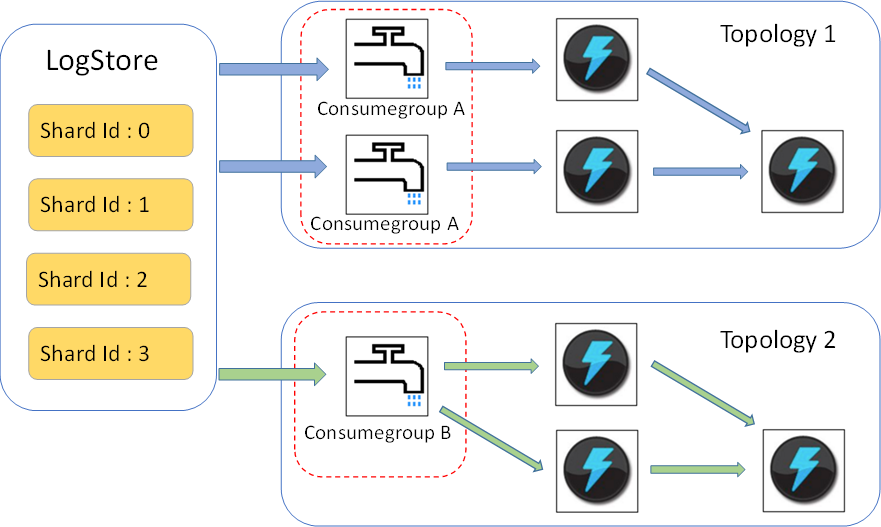 LogStore
Shard Id : 0
Shard Id : 1
Shard Id : 2
Shard Id : 3
Topology 1
Consumegroup A
Consumegroup A
Topology 2
Consumegroup B